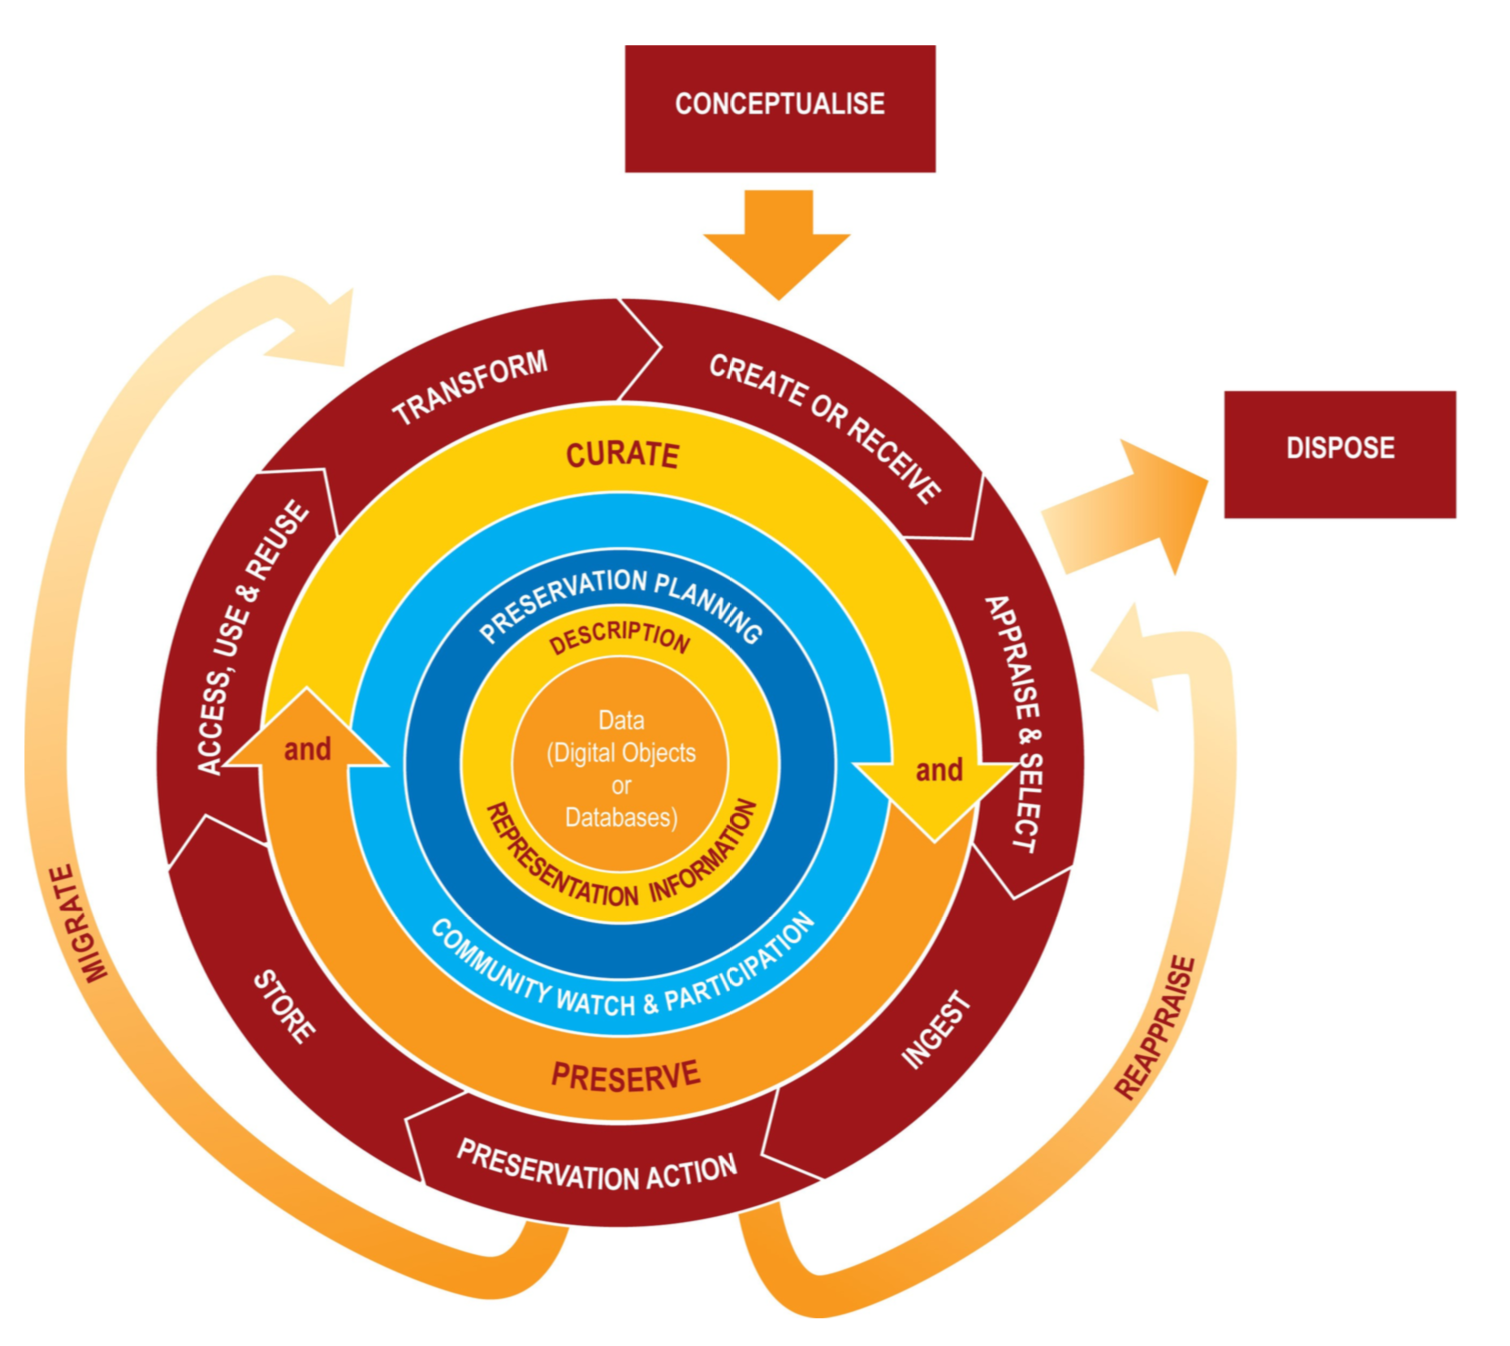 CONCEPTUALISE
DISPOSE
TRANSFORM
CREATE OR RECEIVE
APPRAISE & SELECT
INGEST
PRESERVATION ACTION
STORE
ACCESS, USE & REUSE
CURATE
and
PRESERVE
and
PRESERVATION PLANNING
COMMUNITY WATCH & PARTICIPATION
DESCRIPTION
REPRESENTATION INFORMATION
Data
(Digital Objects
or
Databases)
MIGRATE
REAPPRAISE